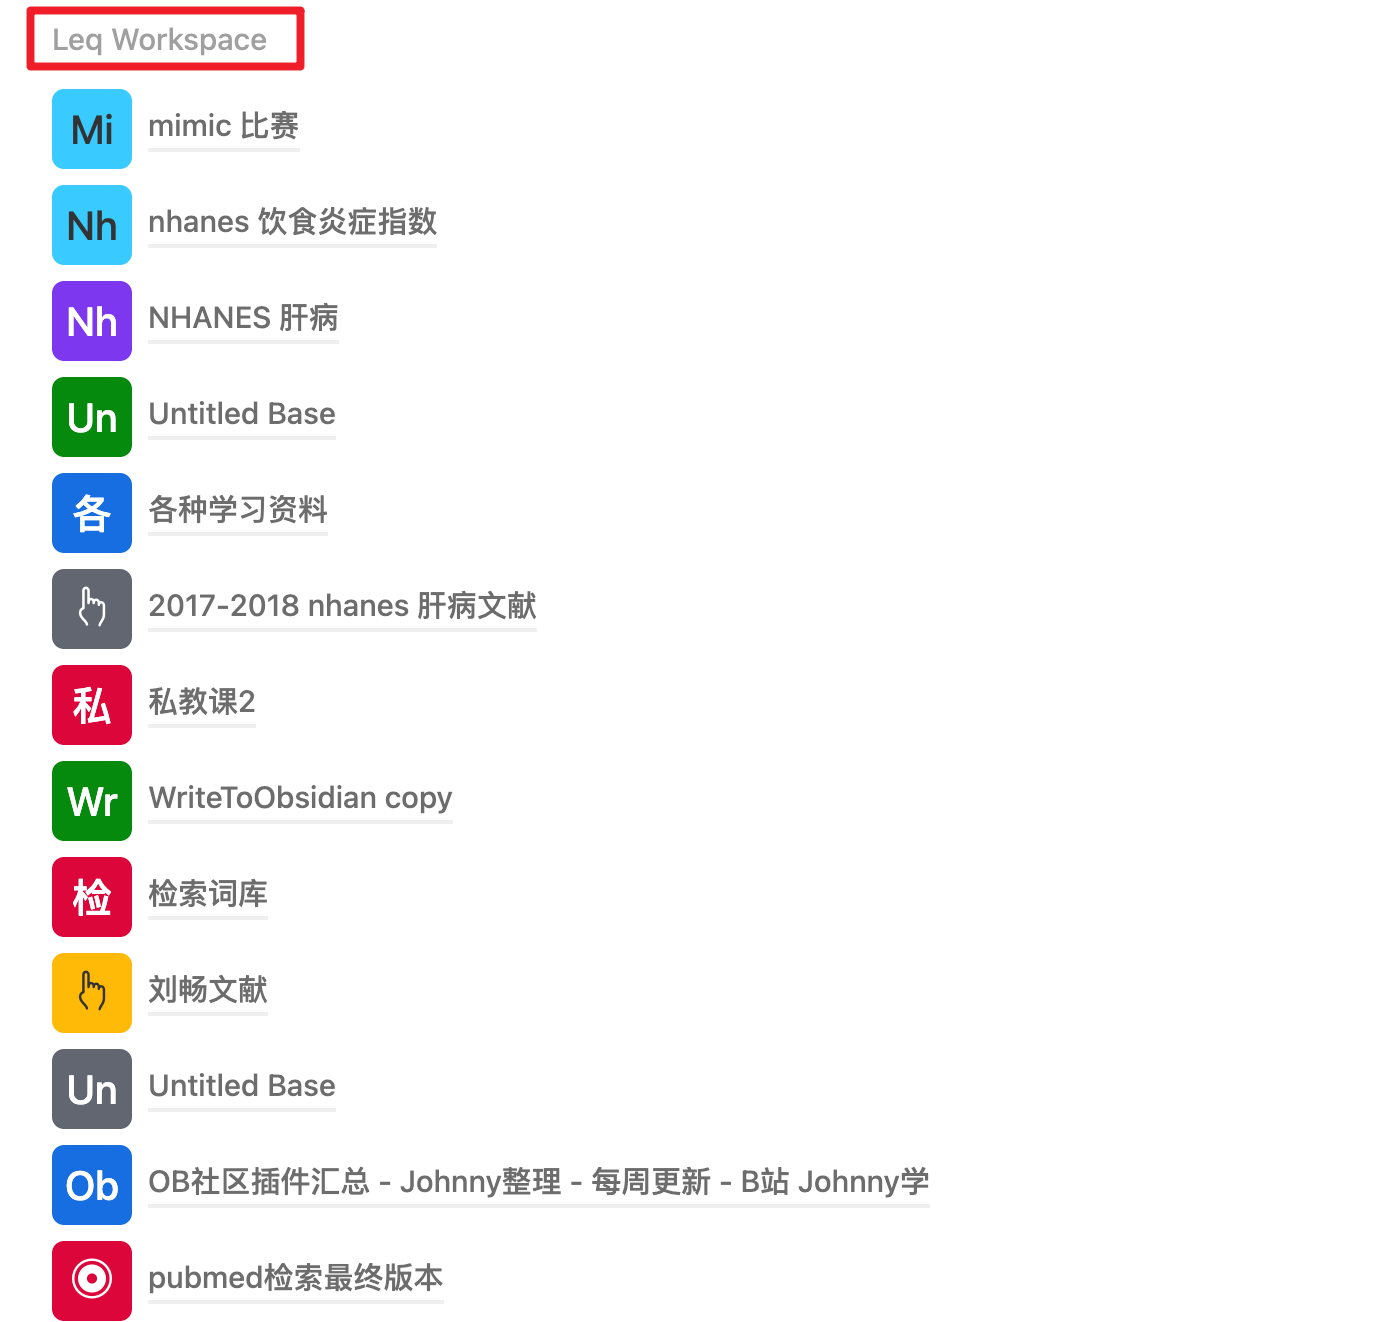 Leq Workspace
Mi mimic 比赛
Nh nhanes 饮食炎症指数
Nh NHANES 肝病
Un Untitled Base
各 各种学习资料
2017-2018 nhanes 肝病文献
私 私教课2
Wr WriteToObsidian copy
检 检索词库
刘畅文献
Un Untitled Base
Ob OB社区插件汇总 - Johnny整理 - 每周更新 - B站 Johnny学
pubmed检索最终版本